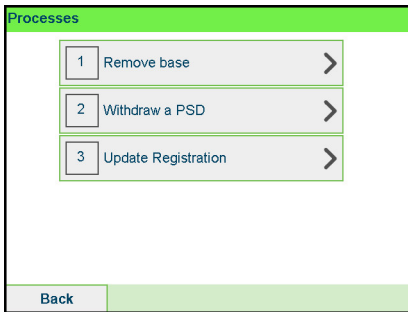 Processes
1 Remove base
2 Withdraw a PSD
3 Update Registration
Back